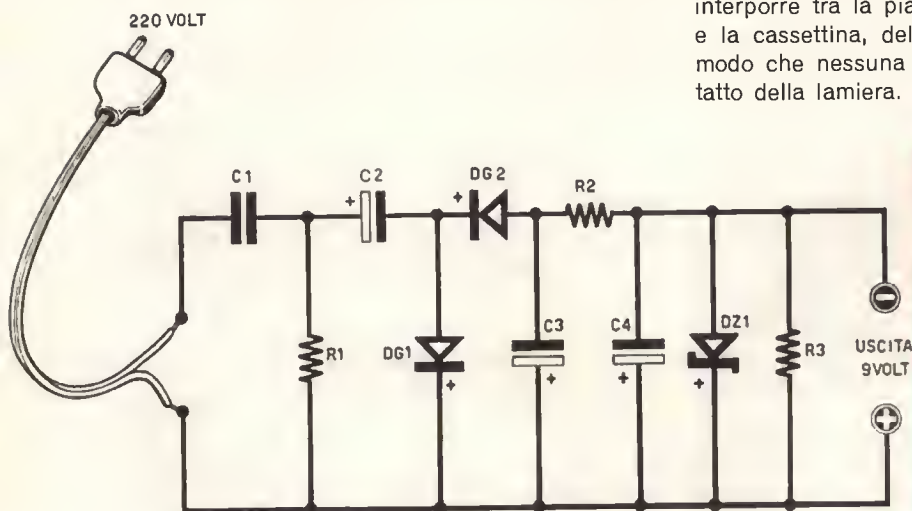 220 VOLT
interporre tra la pia
e la cassettina, del
modo che nessuna
tatto della lamiera.
C1
C2
+
DG2
+
R2
R1
DG1
+
C3
+
C4
+
DZ1
+
R3
-
USCITA
9VOLT
+